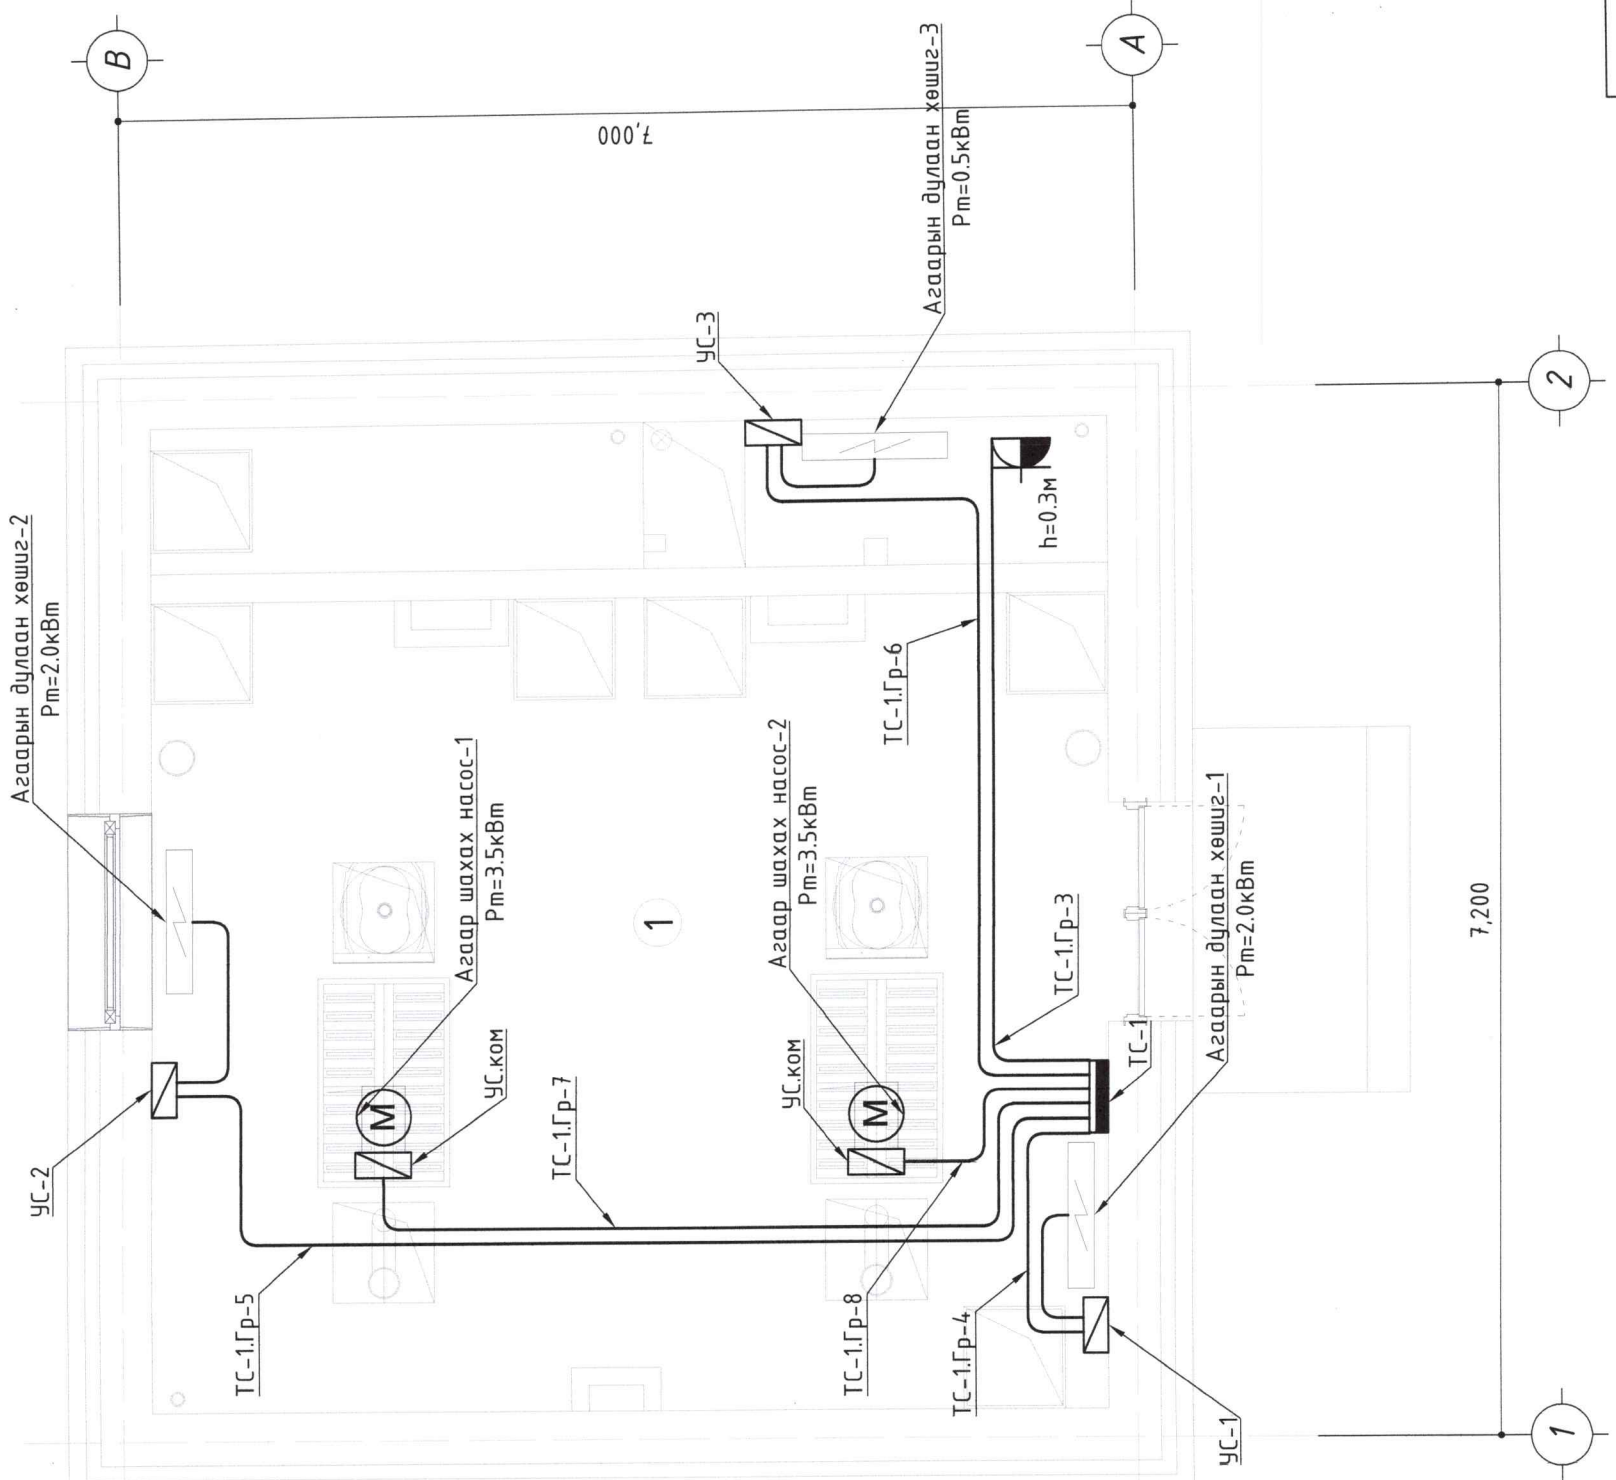 B
A
7,000
Агаарын дулаан хөшиг-3
Pm=0.5кВт
УС-3
2
Агаарын дулаан хөшиг-2
Pm=2.0кВт
h=0.3м
ТС-1.Гр-6
Агаар шахах насос-1
Pm=3.5кВт
Агаар шахах насос-2
Pm=3.5кВт
1
ТС-1.Гр-3
Агаарын дулаан хөшиг-1
Pm=2.0кВт
7,200
М
УС.ком
М
УС.ком
ТС-1
УС-2
ТС-1.Гр-7
ТС-1.Гр-5
ТС-1.Гр-8
ТС-1.Гр-4
УС-1
1